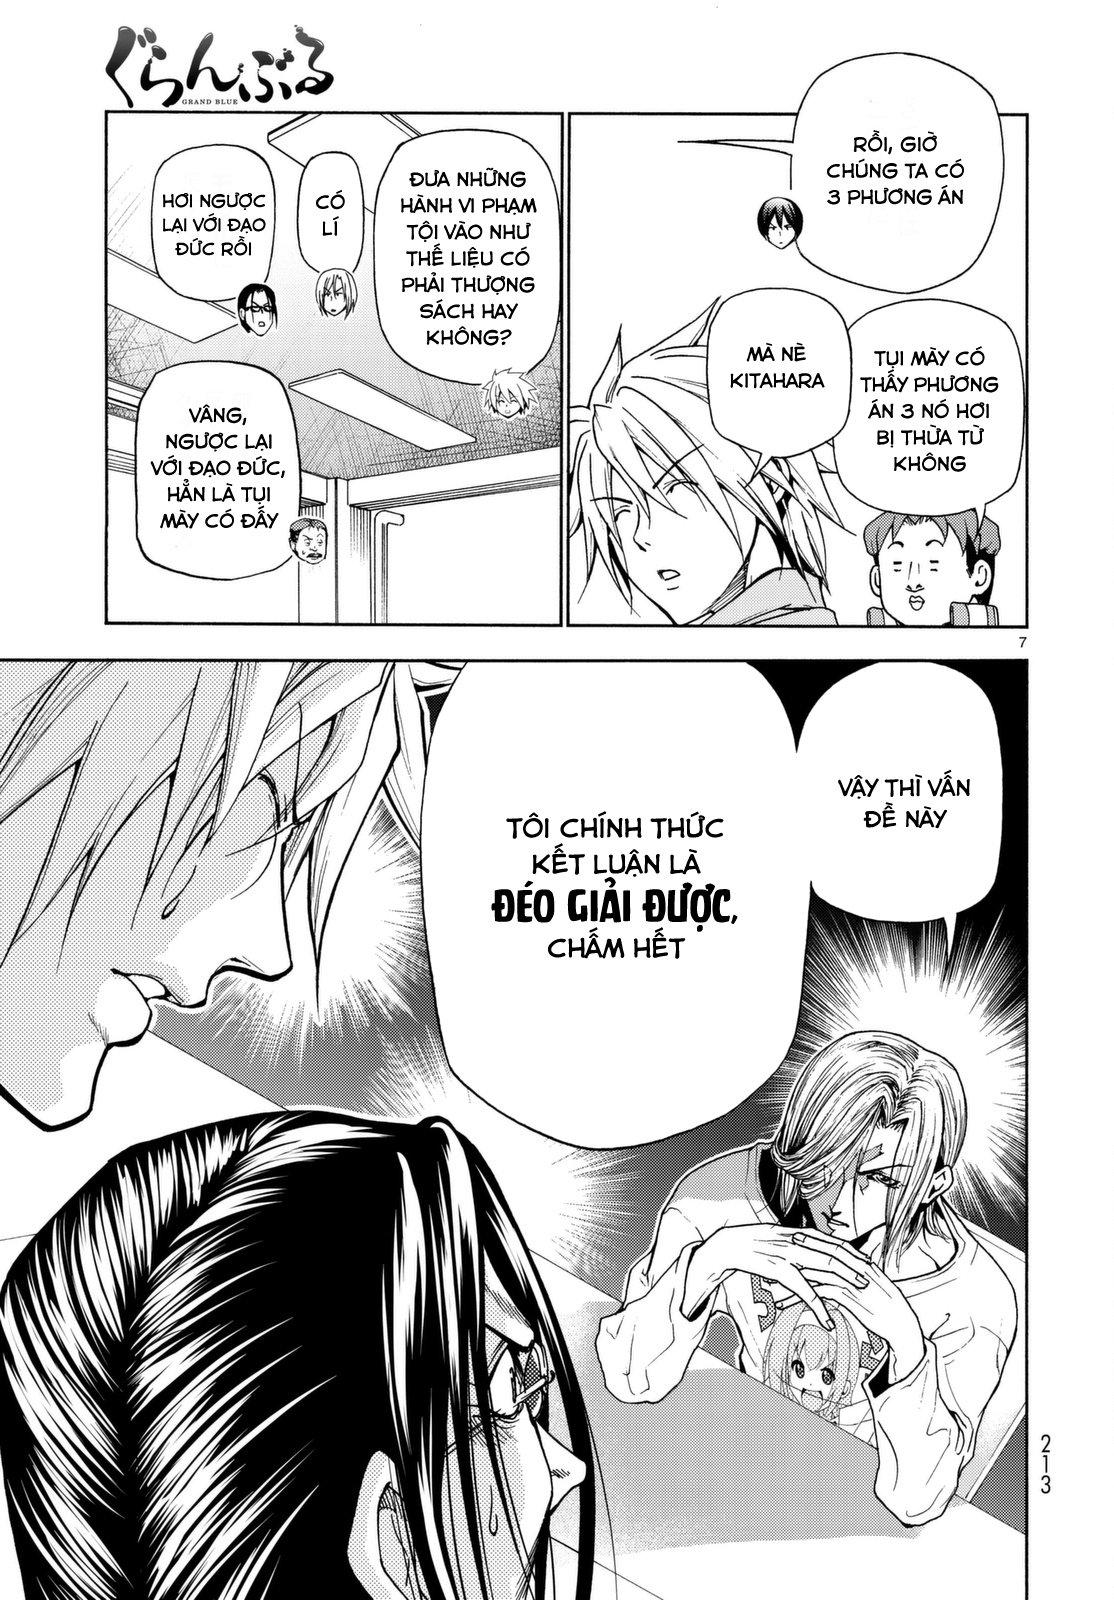 ぐらんぶる
GRAND BLUE
RỒI, GIỜ
CHÚNG TA CÓ
3 PHƯƠNG ÁN
TỤI MÀY CÓ
THẤY PHƯƠNG
ÁN 3 NÓ HƠI
BỊ THỪA TỪ
KHÔNG
MÀ NÈ
KITAHARA
ĐƯA NHỮNG
HÀNH VI PHẠM
TỘI VÀO NHƯ
THẾ LIỆU CÓ
PHẢI THƯỢNG
SÁCH HAY
KHÔNG?
CÓ
LÍ
HƠI NGƯỢC
LẠI VỚI ĐẠO
ĐỨC RỒI
VÂNG,
NGƯỢC LẠI
VỚI ĐẠO ĐỨC,
HẲN LÀ TỤI
MÀY CÓ ĐẤY
7
VẬY THÌ VẤN
ĐỀ NÀY
TÔI CHÍNH THỨC
KẾT LUẬN LÀ
ĐÉO GIẢI ĐƯỢC,
CHẤM HẾT
213